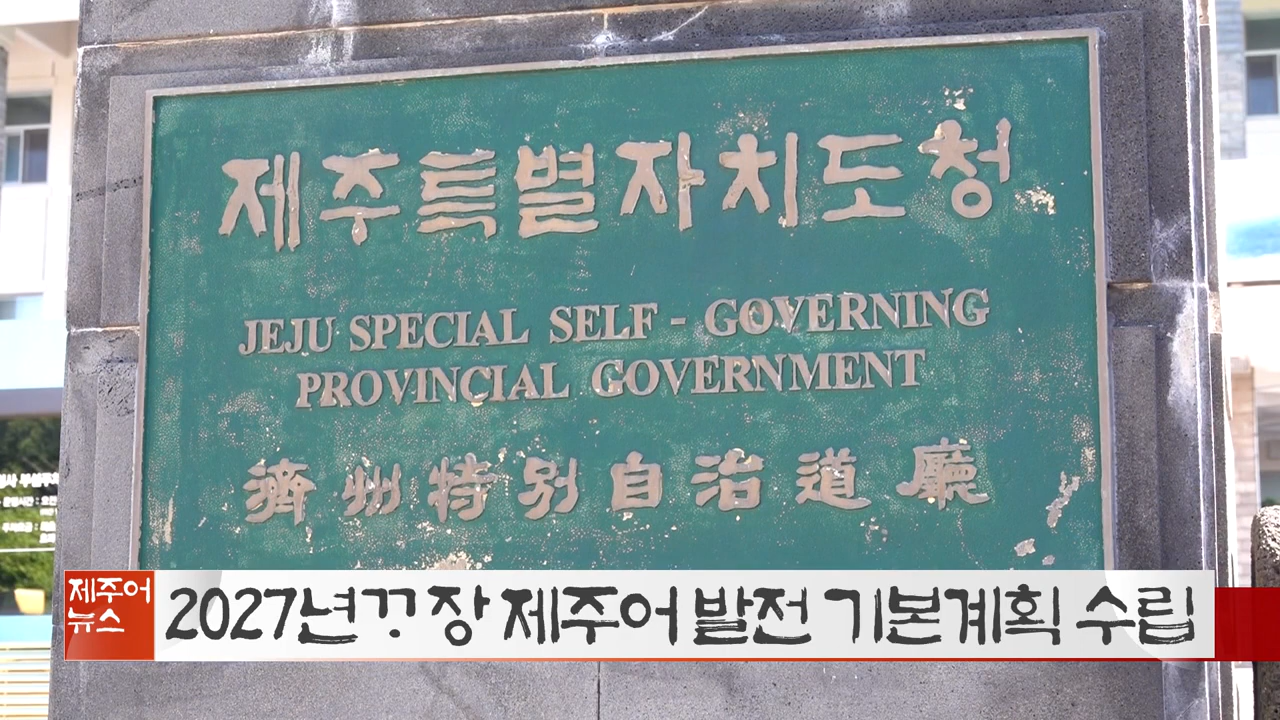 제주특별자치도청
JEJU SPECIAL SELF - GOVERNING
PROVINCIAL GOVERNMENT
濟州特別自治道廳
제주어
뉴스
2027년ᄁᆞ장 제주어 발전 기본계획 수립